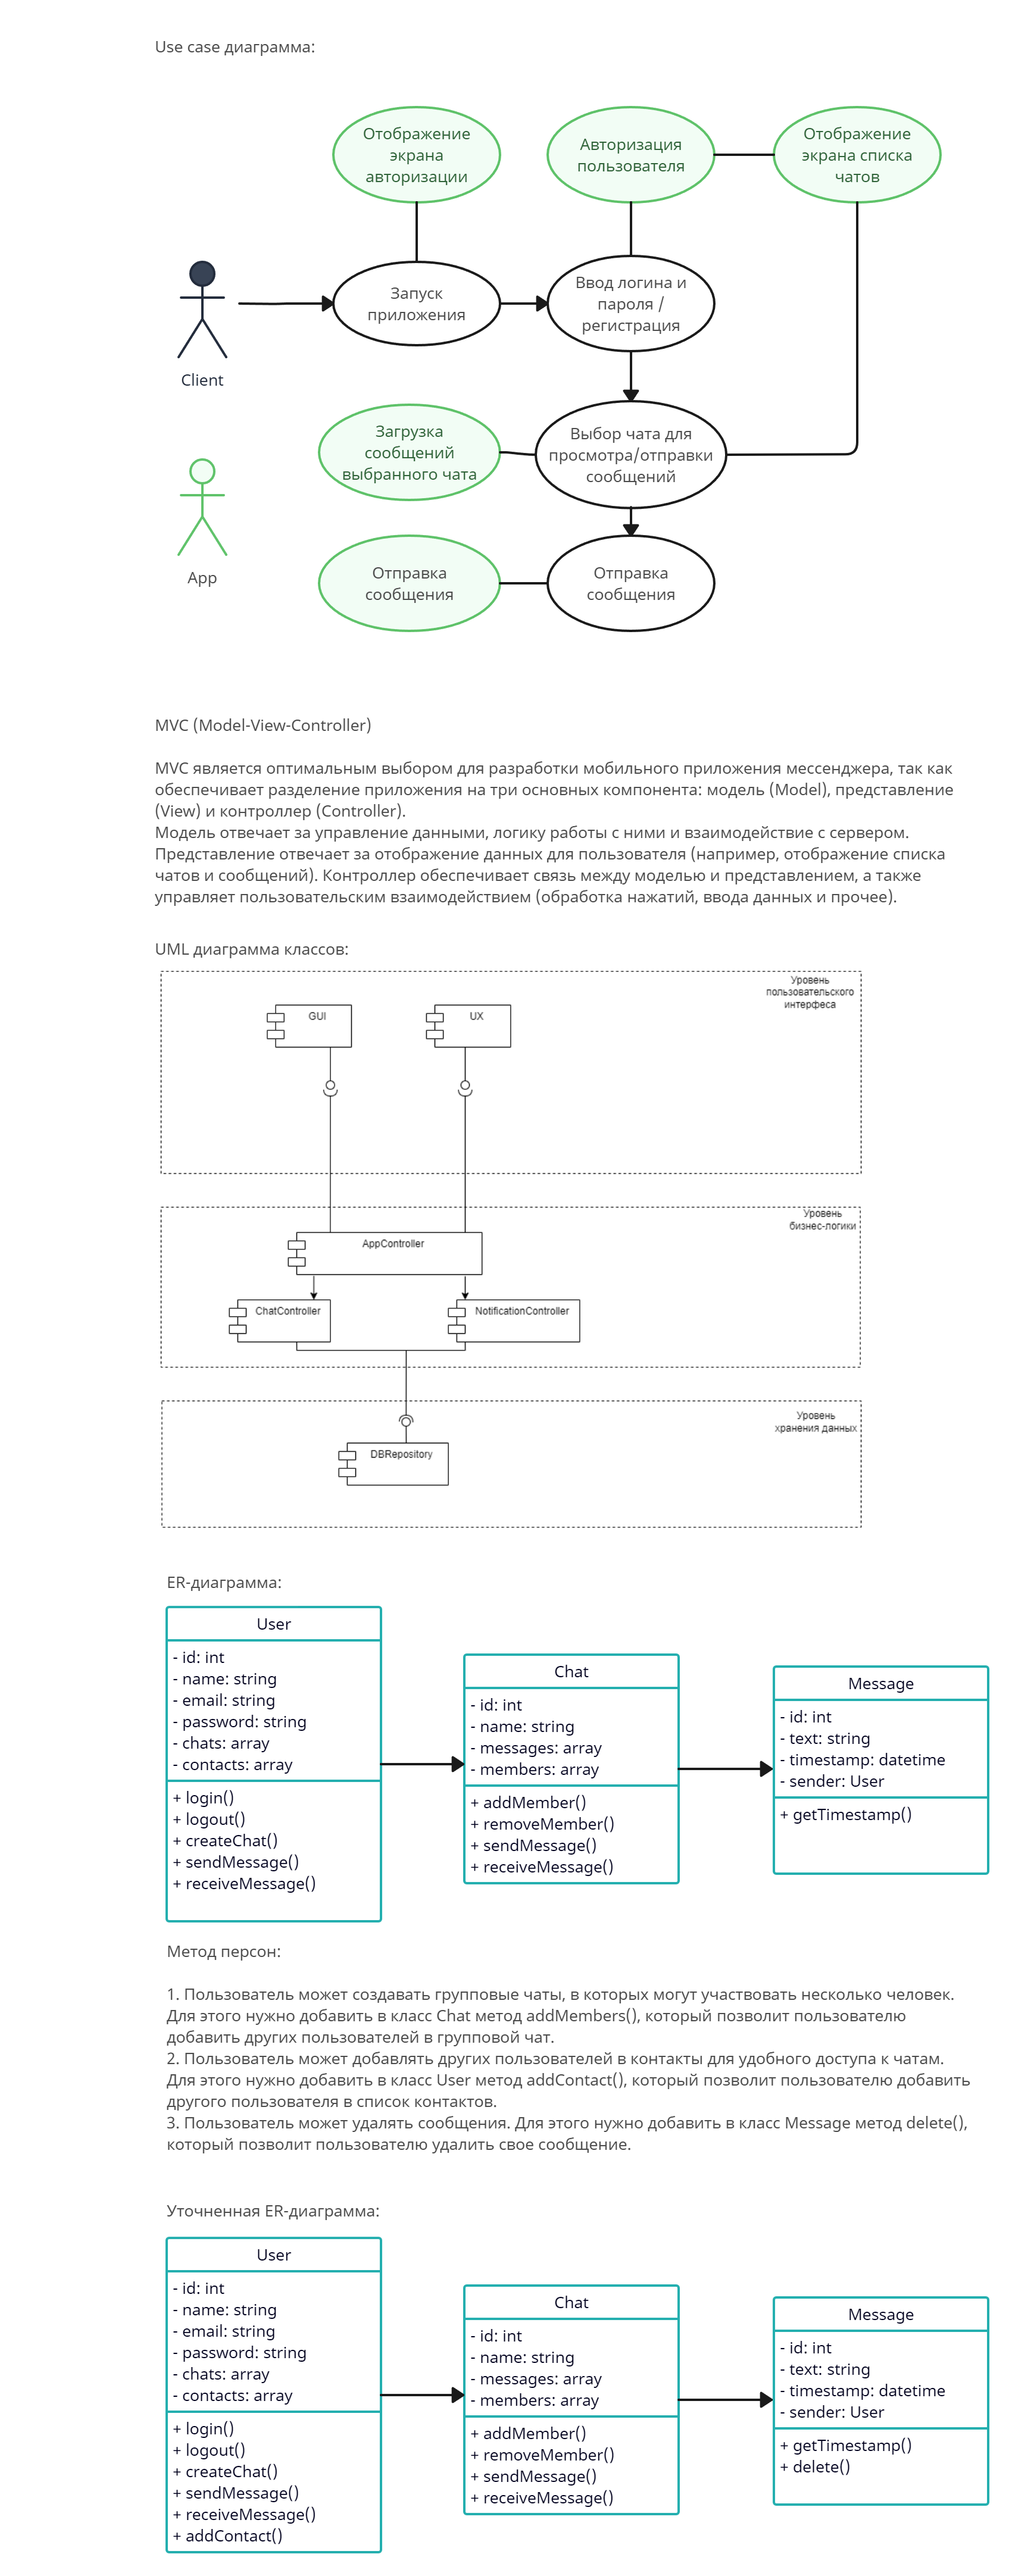 Use case диаграмма:
Отображение
экрана
авторизации
Авторизация
пользователя
Отображение
экрана списка
чатов
Запуск
приложения
Ввод логина и
пароля /
регистрация
Client
Загрузка
сообщений
выбранного чата
Выбор чата для
просмотра/отправки
сообщений
App
Отправка
сообщения
Отправка
сообщения
MVC (Model-View-Controller)
MVC является оптимальным выбором для разработки мобильного приложения мессенджера, так как
обеспечивает разделение приложения на три основных компонента: модель (Model), представление
(View) и контроллер (Controller).
Модель отвечает за управление данными, логику работы с ними и взаимодействие с сервером.
Представление отвечает за отображение данных для пользователя (например, отображение списка
чатов и сообщений). Контроллер обеспечивает связь между моделью и представлением, а также
управляет пользовательским взаимодействием (обработка нажатий, ввода данных и прочее).
UML диаграмма классов:
Уровень
пользовательского
интерфеса
GUI
UX
Уровень
бизнес-логики
AppController
ChatController
NotificationController
Уровень
хранения данных
DBRepository
ER-диаграмма:
User
- id: int
- name: string
- email: string
- password: string
- chats: array
- contacts: array
+ login()
+ logout()
+ createChat()
+ sendMessage()
+ receiveMessage()
Chat
- id: int
- name: string
- messages: array
- members: array
+ addMember()
+ removeMember()
+ sendMessage()
+ receiveMessage()
Message
- id: int
- text: string
- timestamp: datetime
- sender: User
+ getTimestamp()
Метод персон:
1. Пользователь может создавать групповые чаты, в которых могут участвовать несколько человек.
Для этого нужно добавить в класс Chat метод addMembers(), который позволит пользователю
добавить других пользователей в групповой чат.
2. Пользователь может добавлять других пользователей в контакты для удобного доступа к чатам.
Для этого нужно добавить в класс User метод addContact(), который позволит пользователю добавить
другого пользователя в список контактов.
3. Пользователь может удалять сообщения. Для этого нужно добавить в класс Message метод delete(),
который позволит пользователю удалить свое сообщение.
Уточненная ER-диаграмма:
User
- id: int
- name: string
- email: string
- password: string
- chats: array
- contacts: array
+ login()
+ logout()
+ createChat()
+ sendMessage()
+ receiveMessage()
+ addContact()
Chat
- id: int
- name: string
- messages: array
- members: array
+ addMember()
+ removeMember()
+ sendMessage()
+ receiveMessage()
Message
- id: int
- text: string
- timestamp: datetime
- sender: User
+ getTimestamp()
+ delete()